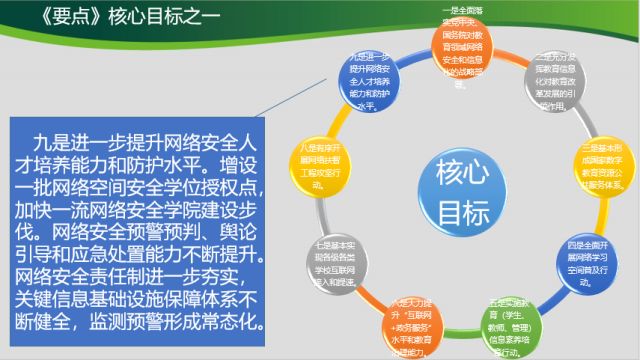 《要点》核心目标之一
九是进一步提升网络安全人
才培养能力和防护水平。增设
一批网络空间安全学位授权点，
加快一流网络安全学院建设步
伐。网络安全预警预判、舆论
引导和应急处置能力不断提升。
网络安全责任制进一步夯实，
关键信息基础设施保障体系不
断健全，监测预警形成常态化。
核心
目标
一是全面落
实党中央、
国务院对教
育领域网络
安全和信息
化的战略部
署。
二是充分发
挥教育信息
化对教育改
革发展的引
领作用。
三是基本形
成国家数字
教育资源公
共服务体系。
四是全面开
展网络学习
空间普及行
动。
五是实施教
育（学生、
教师、管理）
信息素养培
育行动。
六是大力提
升“互联网
+政务服务”
水平和教育
治理能力。
七是基本实
现各级各类
学校互联网
接入和提速。
八是有序开
展网络扶智
工程攻坚行
动。
九是进一步
提升网络安
全人才培养
能力和防护
水平。